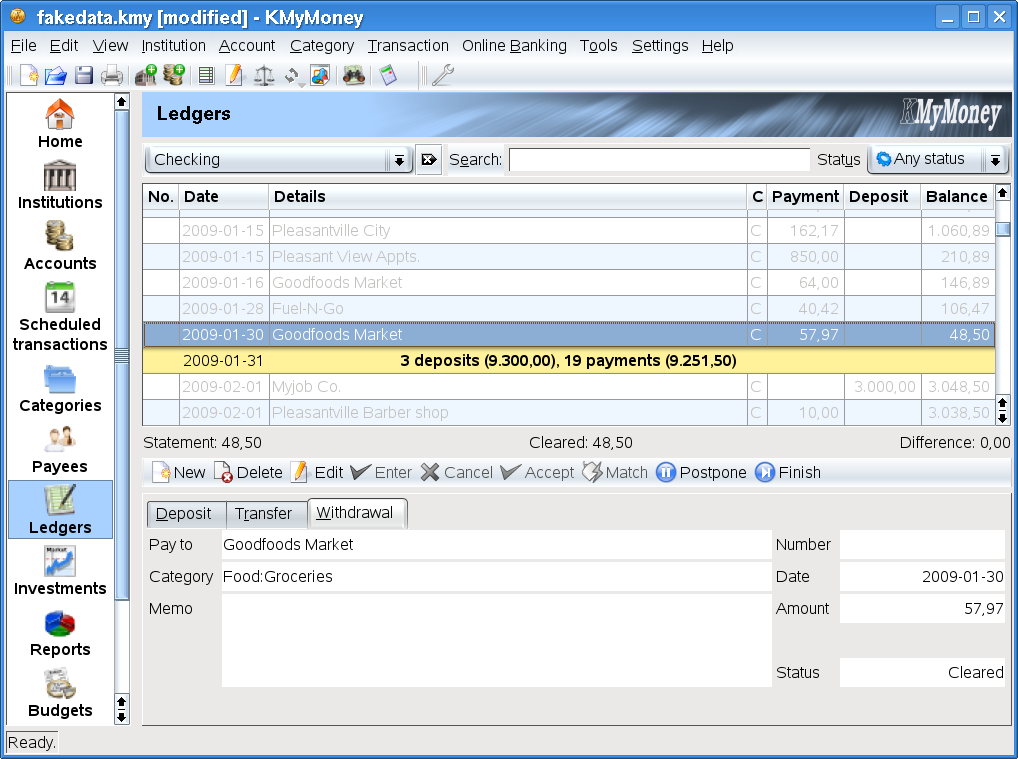 fakedata.kmy [modified] - KMyMoney
File Edit View Institution Account Category Transaction Online Banking Tools Settings Help
Home
Institutions
Accounts
14
Scheduled
transactions
Categories
Payees
Ledgers
Market
Investments
Reports
Budgets
Ledgers
KMyMoney
Checking Search: Status Any status
No. Date Details C Payment Deposit Balance
2009-01-15 Pleasantville City C 162,17 1.060,89
2009-01-15 Pleasant View Appts. C 850,00 210,89
2009-01-16 Goodfoods Market C 64,00 146,89
2009-01-28 Fuel-N-Go C 40,42 106,47
2009-01-30 Goodfoods Market C 57,97 48,50
2009-01-31 3 deposits (9.300,00), 19 payments (9.251,50)
2009-02-01 Myjob Co. C 3.000,00 3.048,50
2009-02-01 Pleasantville Barber shop C 10,00 3.038,50
Statement: 48,50 Cleared: 48,50 Difference: 0,00
New Delete Edit Enter Cancel Accept Match Postpone Finish
Deposit Transfer Withdrawal
Pay to Goodfoods Market Number
Category Food:Groceries Date 2009-01-30
Memo Amount 57,97
Status Cleared
Ready.